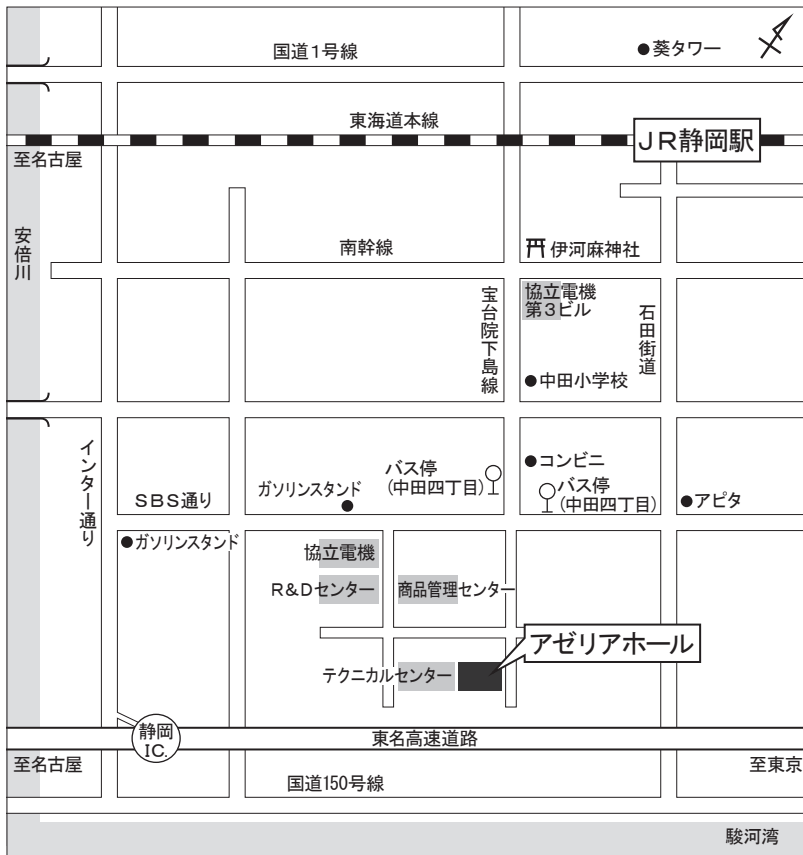 国道1号線
葵タワー
東海道本線
JR静岡駅
至名古屋
安倍川
南幹線
伊河麻神社
宝台院下島線
協立電機
第3ビル
石田街道
中田小学校
インター通り
SBS通り
ガソリンスタンド
バス停
(中田四丁目)
コンビニ
バス停
(中田四丁目)
アピタ
ガソリンスタンド
協立電機
R&Dセンター
商品管理センター
アゼリアホール
テクニカルセンター
静岡
IC.
東名高速道路
至名古屋
至東京
国道150号線
駿河湾